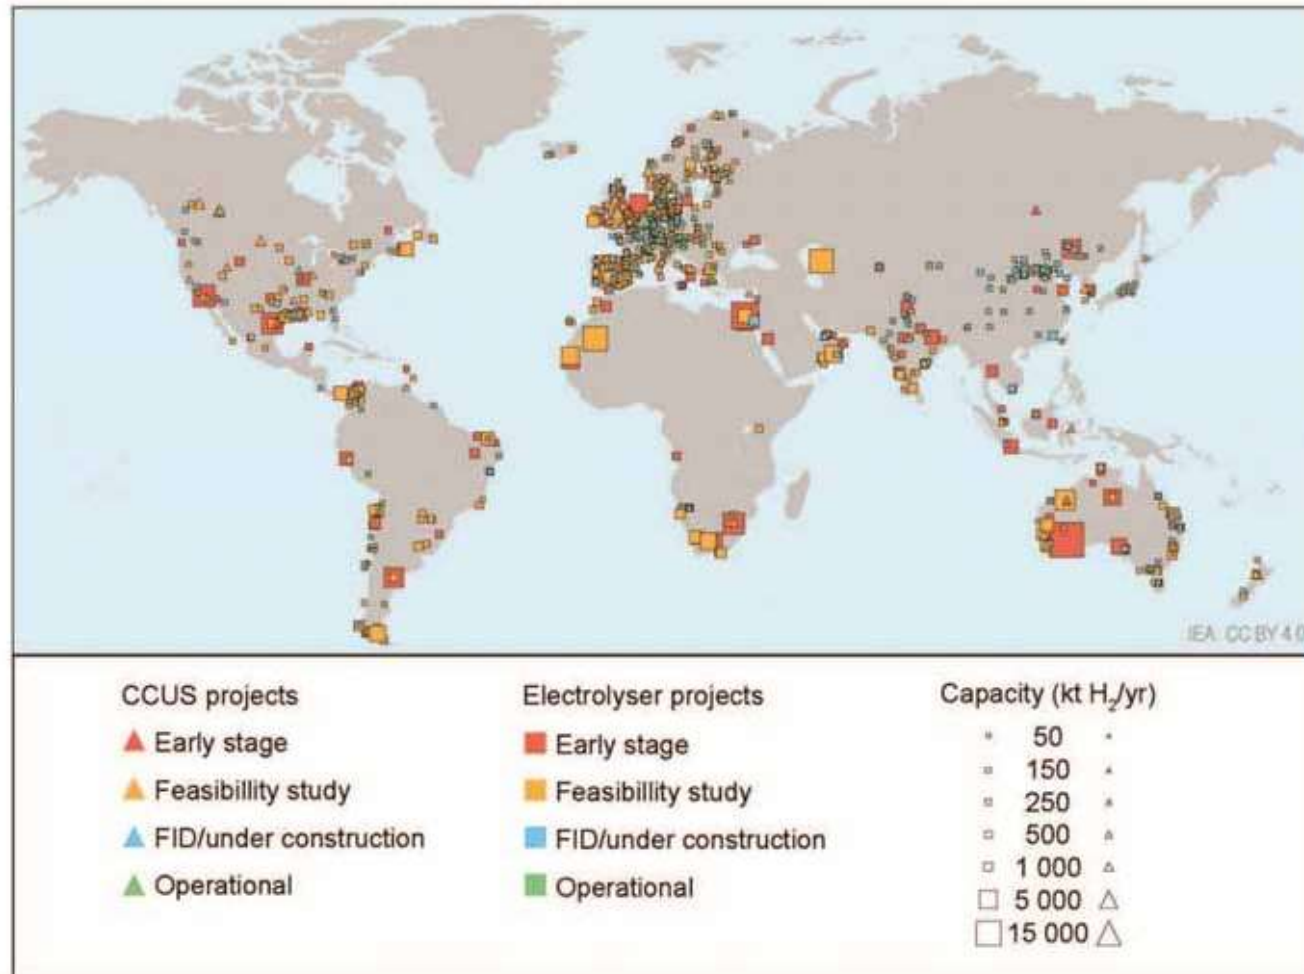 IEA. CC BY 4.0
CCUS projects
Early stage
Feasibillity study
FID/under construction
Operational
Electrolyser projects
Early stage
Feasibillity study
FID/under construction
Operational
Capacity (kt H₂/yr)
50
150
250
500
1 000
5 000
15 000